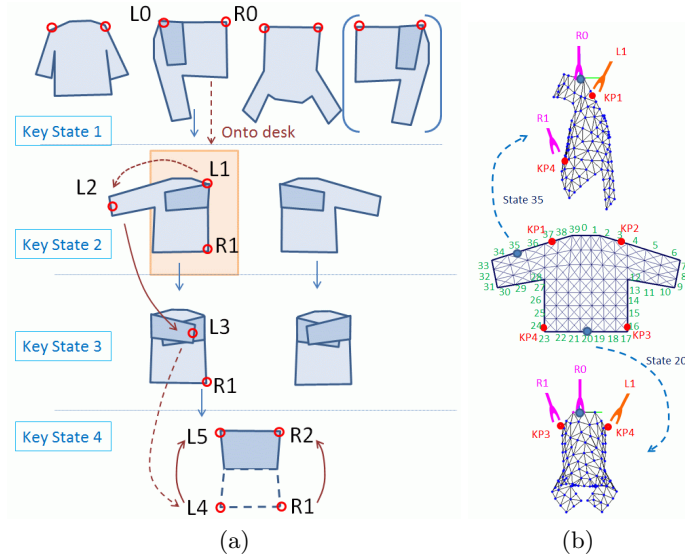 L0
R0
Onto desk
Key State 1
L1
L2
R1
Key State 2
L3
R1
Key State 3
Key State 4
L5
R2
L4
R1
(a)
R0
L1
KP1
R1
KP4
State 35
KP1
KP2
37 38 39 0 1 2 3
36 4
35 5
34 6
33 7
32 8
31 9
30 29 28 12 11 10
27 13
26 14
25 15
24 16
KP4
KP3
23 22 21 20 19 18 17
State 20
R1
R0
L1
KP3
KP4
(b)